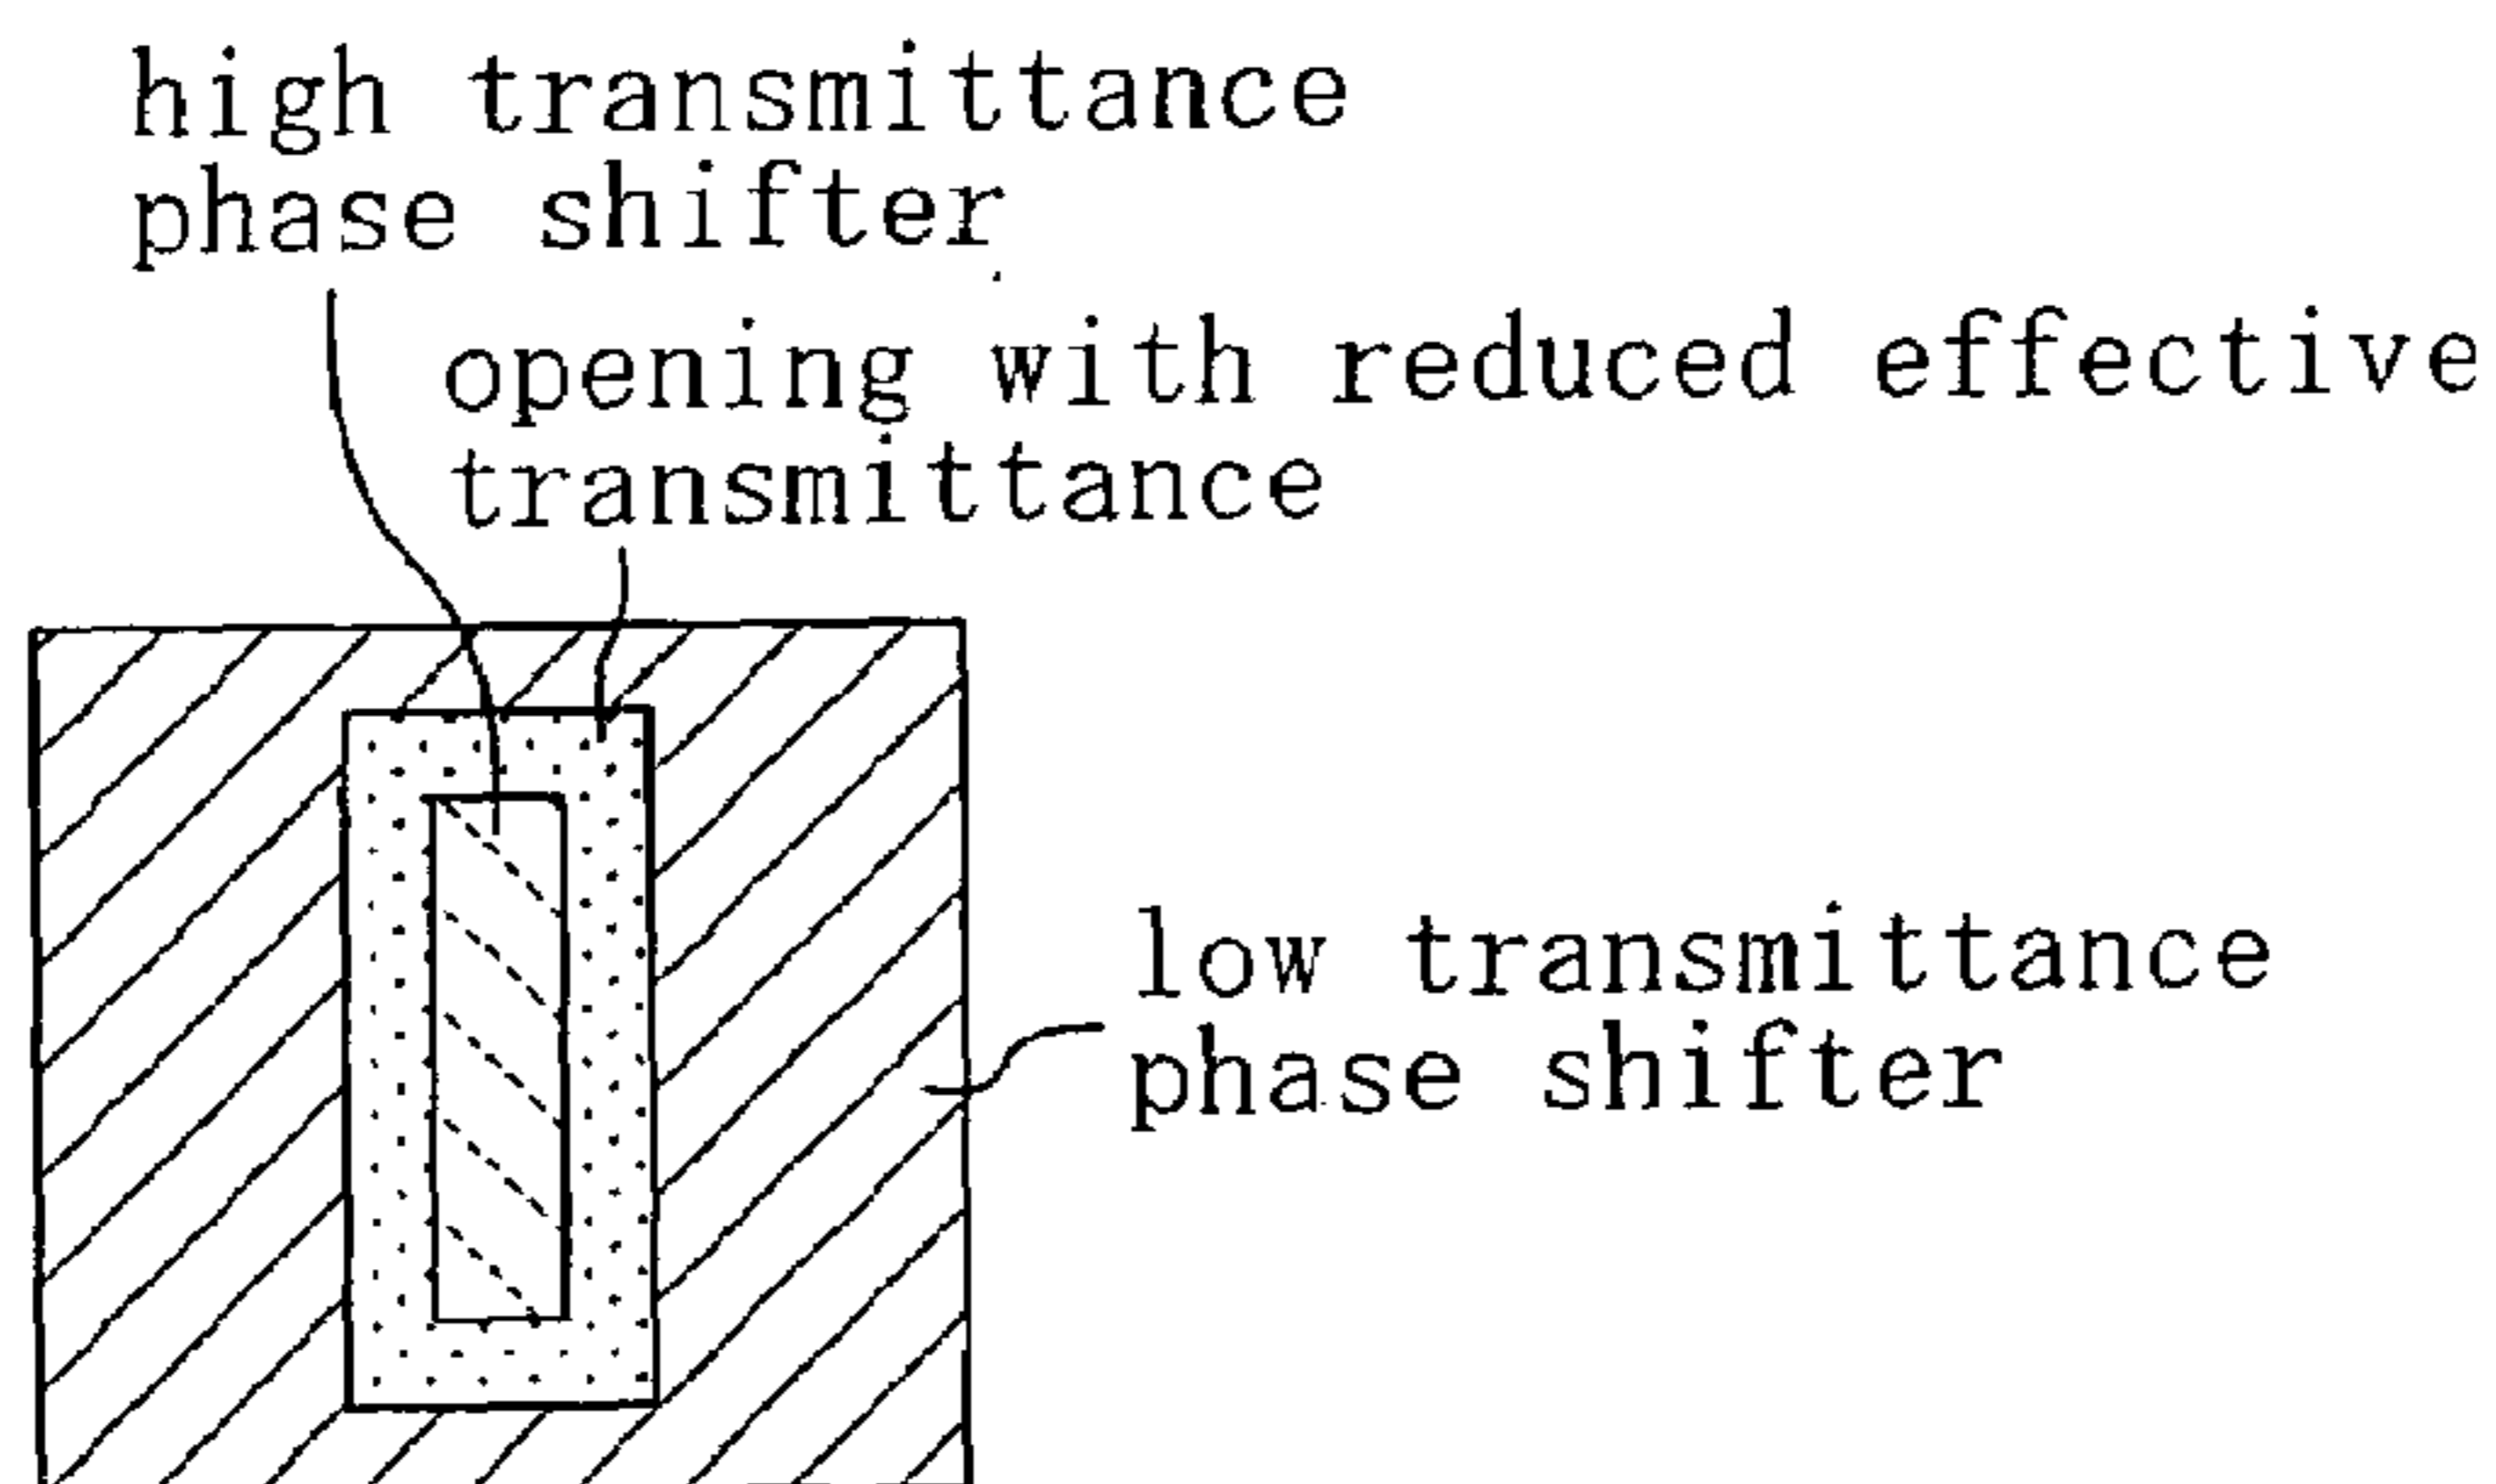 high transmittance
phase shifter
opening with reduced effective
transmittance
low transmittance
phase shifter